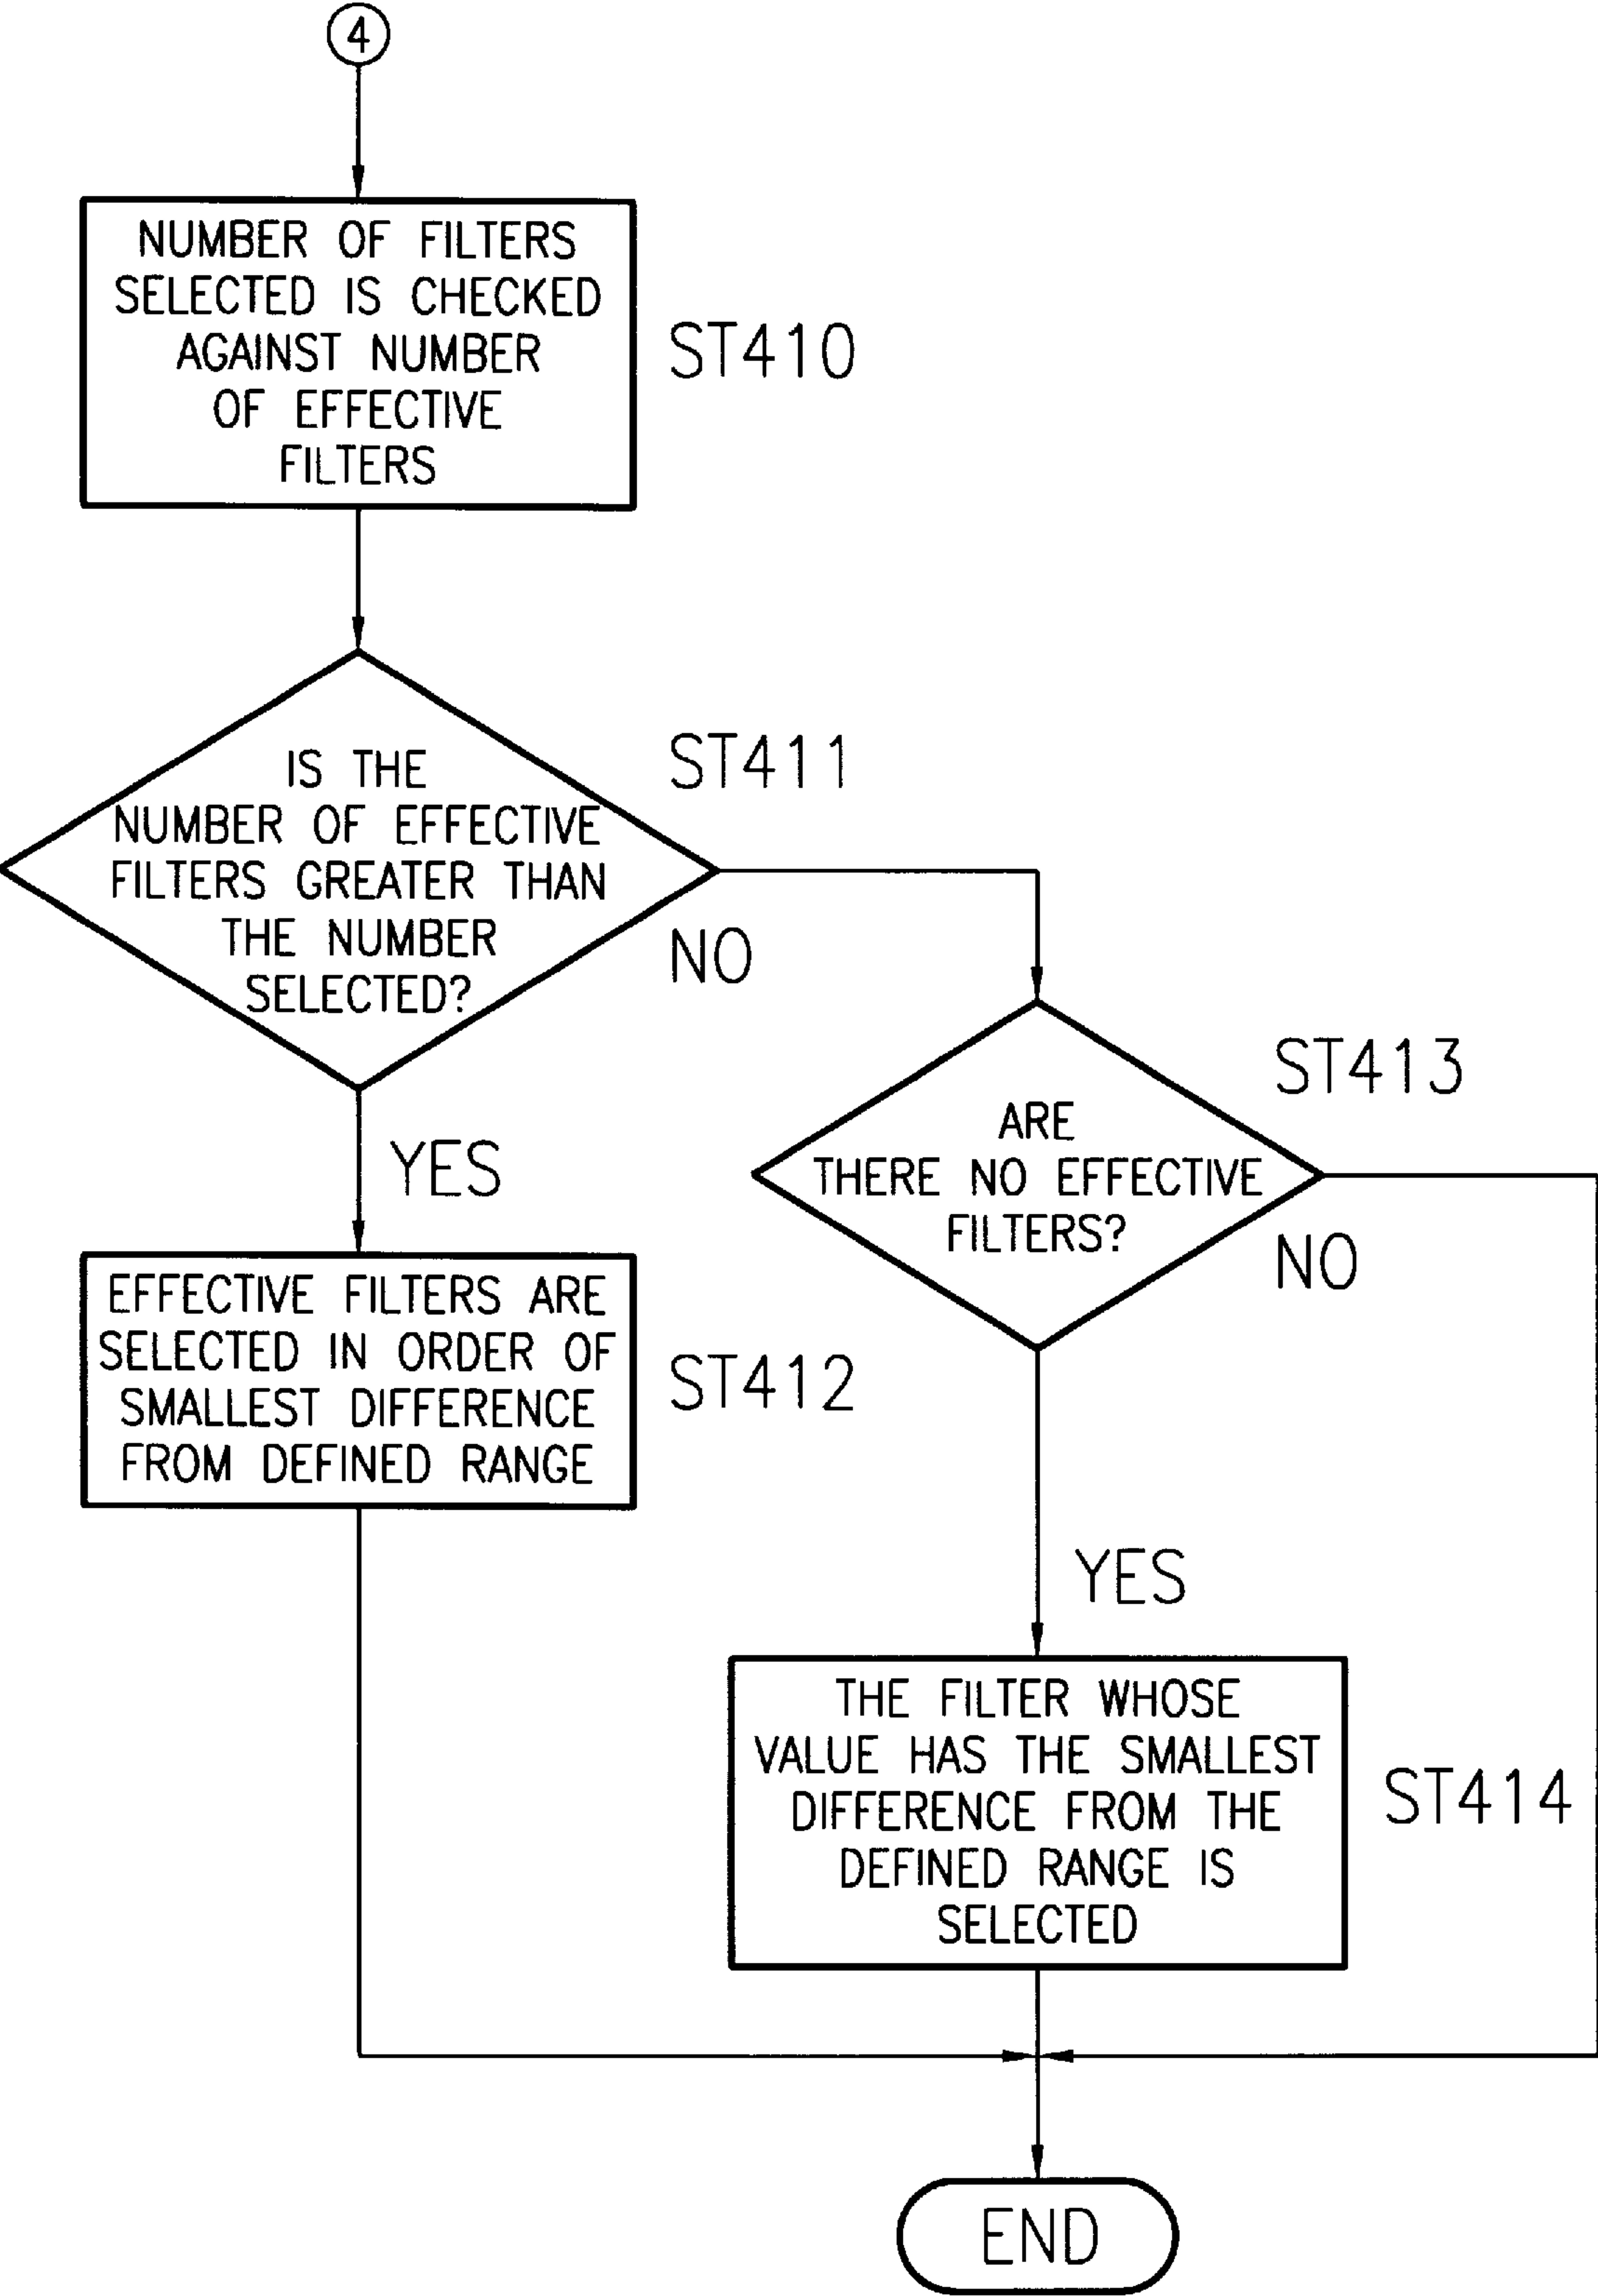 4
NUMBER OF FILTERS
SELECTED IS CHECKED
AGAINST NUMBER
OF EFFECTIVE
FILTERS
ST410
IS THE
NUMBER OF EFFECTIVE
FILTERS GREATER THAN
THE NUMBER
SELECTED?
ST411
NO
YES
ARE
THERE NO EFFECTIVE
FILTERS?
ST413
NO
YES
EFFECTIVE FILTERS ARE
SELECTED IN ORDER OF
SMALLEST DIFFERENCE
FROM DEFINED RANGE
ST412
THE FILTER WHOSE
VALUE HAS THE SMALLEST
DIFFERENCE FROM THE
DEFINED RANGE IS
SELECTED
ST414
END